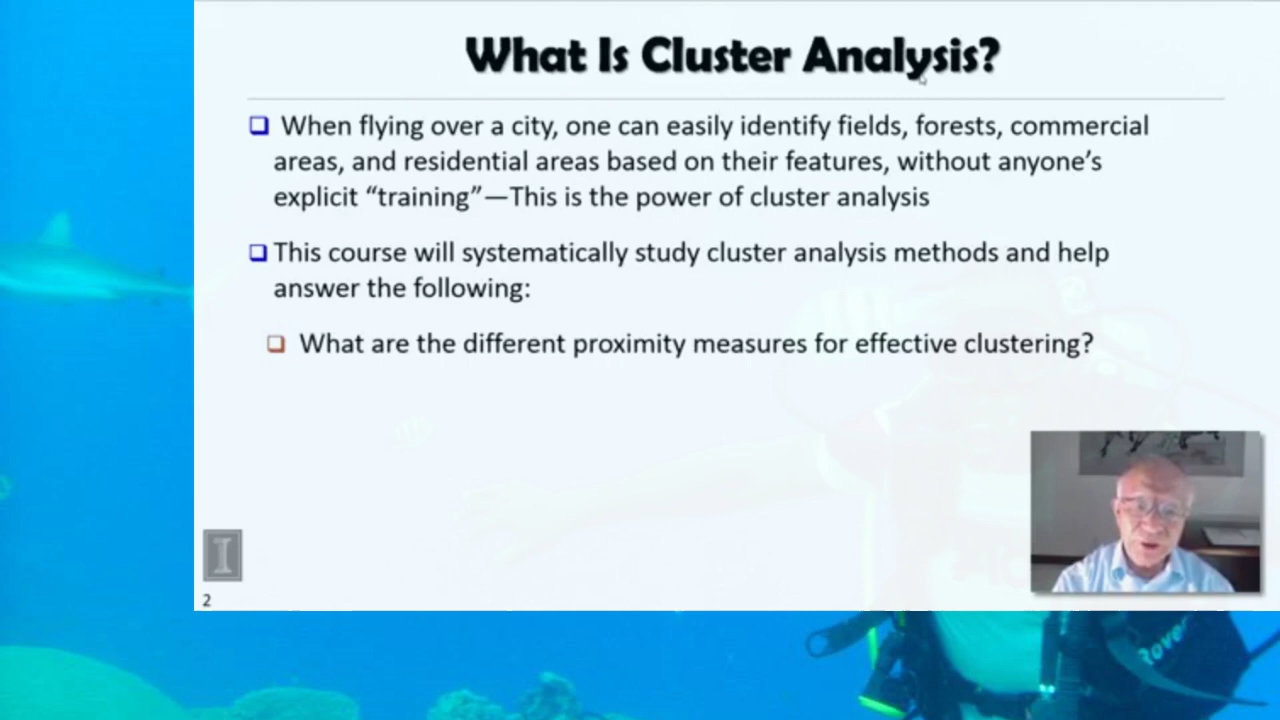 What Is Cluster Analysis?
When flying over a city, one can easily identify fields, forests, commercial
areas, and residential areas based on their features, without anyone’s
explicit “training”—This is the power of cluster analysis
This course will systematically study cluster analysis methods and help
answer the following:
What are the different proximity measures for effective clustering?
I
2
Rover